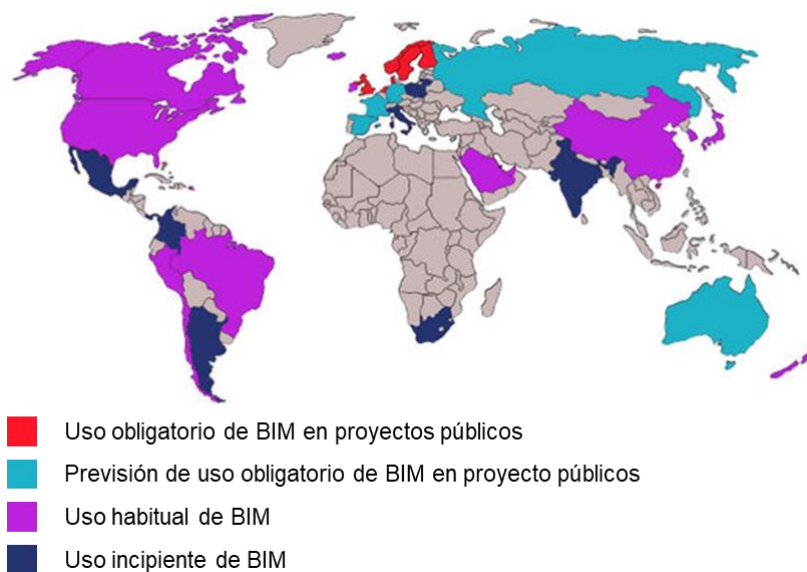 Uso obligatorio de BIM en proyectos públicos
Previsión de uso obligatorio de BIM en proyecto públicos
Uso habitual de BIM
Uso incipiente de BIM